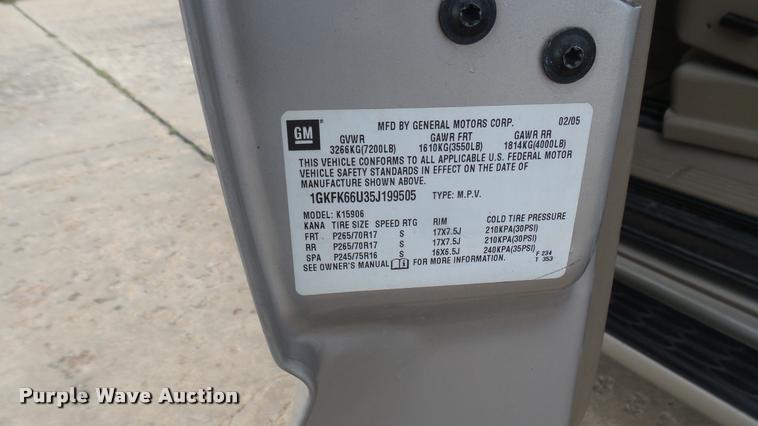 GM
MFD BY GENERAL MOTORS CORP. 02/05
GVWR GAWR FRT GAWR RR
3266KG(7200LB) 1610KG(3550LB) 1814KG(4000LB)
THIS VEHICLE CONFORMS TO ALL APPLICABLE U.S. FEDERAL MOTOR
VEHICLE SAFETY STANDARDS IN EFFECT ON THE DATE OF
MANUFACTURE SHOWN ABOVE.
1GKFK66U35J199505 TYPE: M.P.V.
MODEL: K15906
KANA TIRE SIZE SPEED RTG RIM COLD TIRE PRESSURE
FRT P265/70R17 S 17X7.5J 210KPA(30PSI)
RR P265/70R17 S 17X7.5J 210KPA(30PSI)
SPA P245/75R16 S 16X6.5J 240KPA(35PSI)
SEE OWNER'S MANUAL FOR MORE INFORMATION.
F 234
T 353
Purple Wave Auction